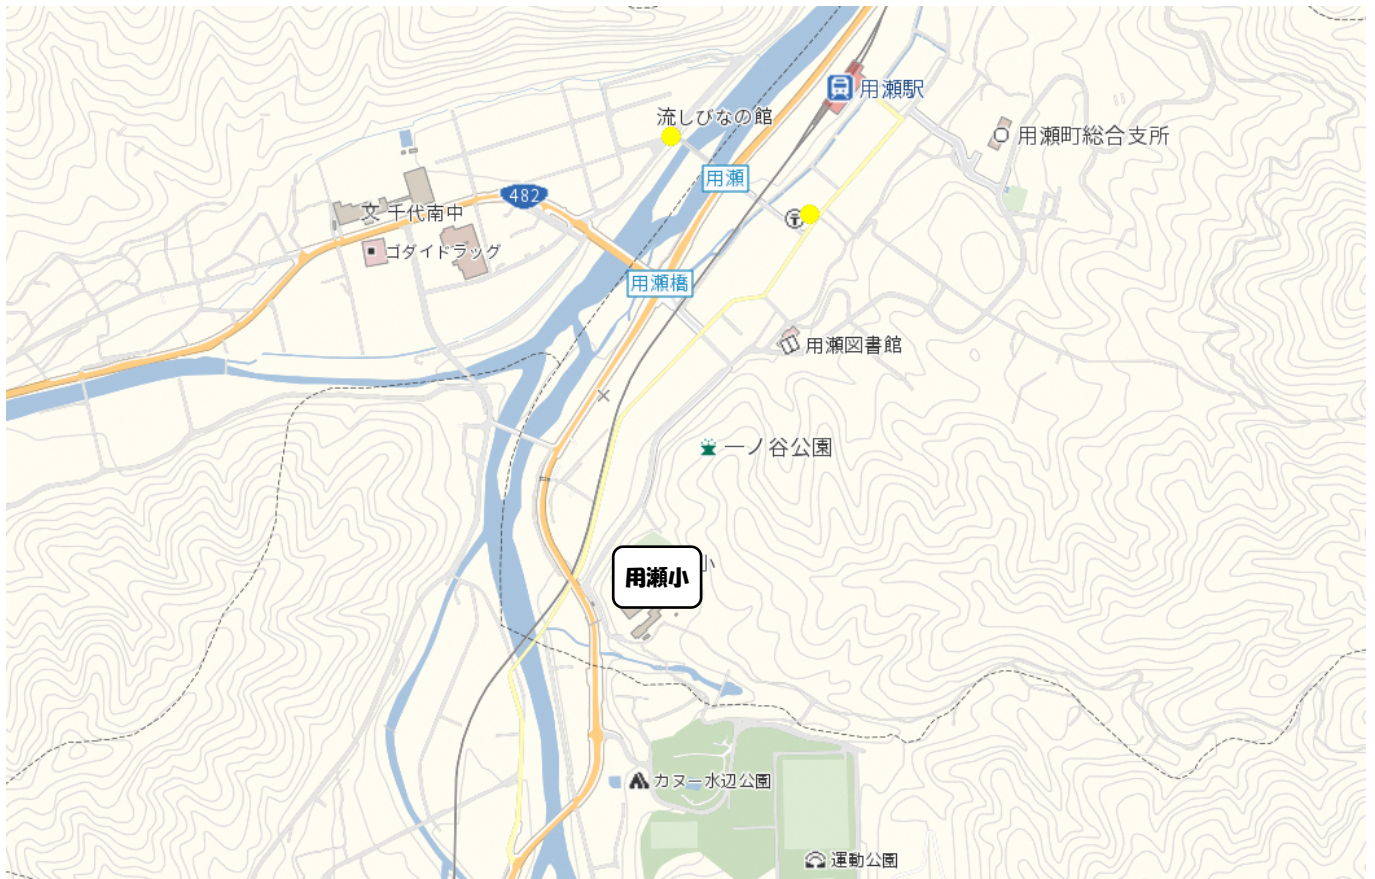 用瀬駅
流しびなの館
用瀬町総合支所
用瀬
482
文 千代南中
ゴダイドラッグ
用瀬橋
用瀬図書館
一ノ谷公園
小
用瀬小
カヌー水辺公園
運動公園